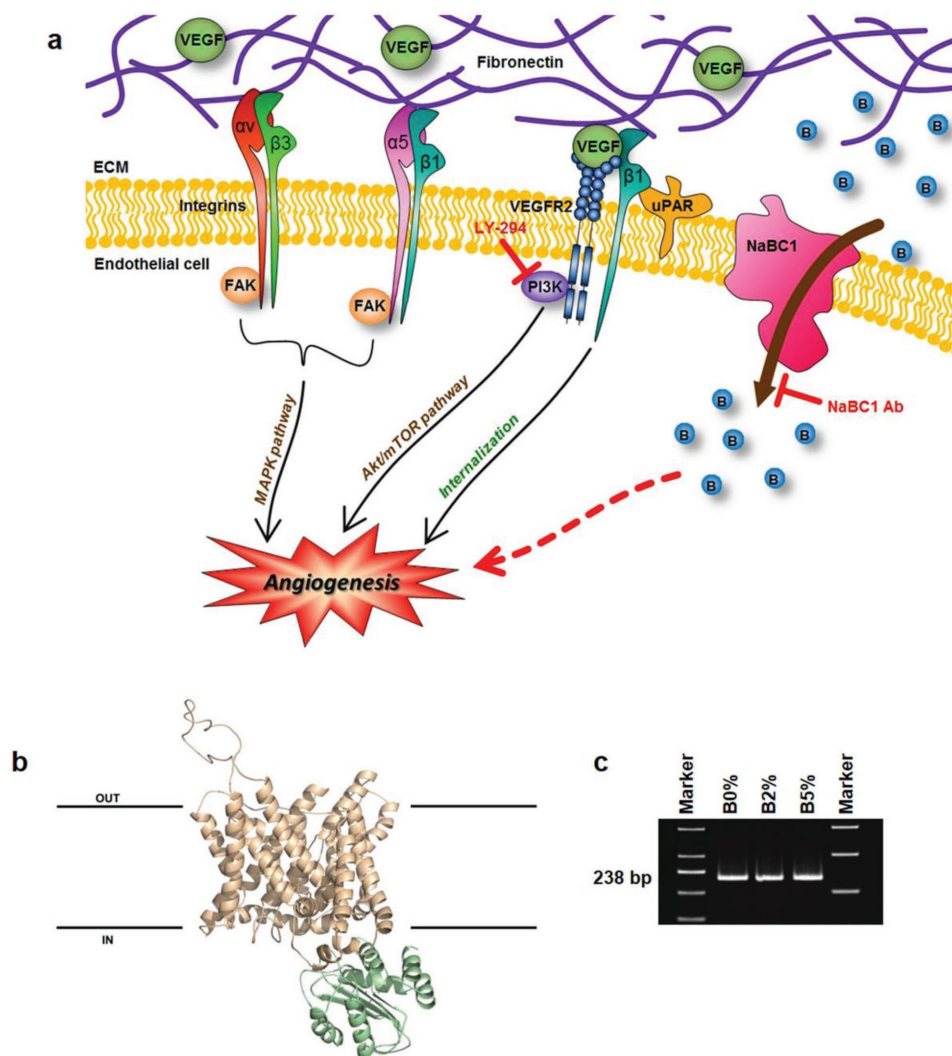 a
VEGF
VEGF
VEGF
Fibronectin
B
B
B
B
B
B
αv
β3
α5
β1
VEGF
β1
ECM
uPAR
Integrins
VEGFR2
NaBC1
LY-294
Endothelial cell
FAK
FAK
PI3K
NaBC1 Ab
B
B
B
B
B
B
MAPK pathway
Akt/mTOR pathway
Internalization
Angiogenesis
b
OUT
IN
c
Marker
B0%
B2%
B5%
Marker
238 bp